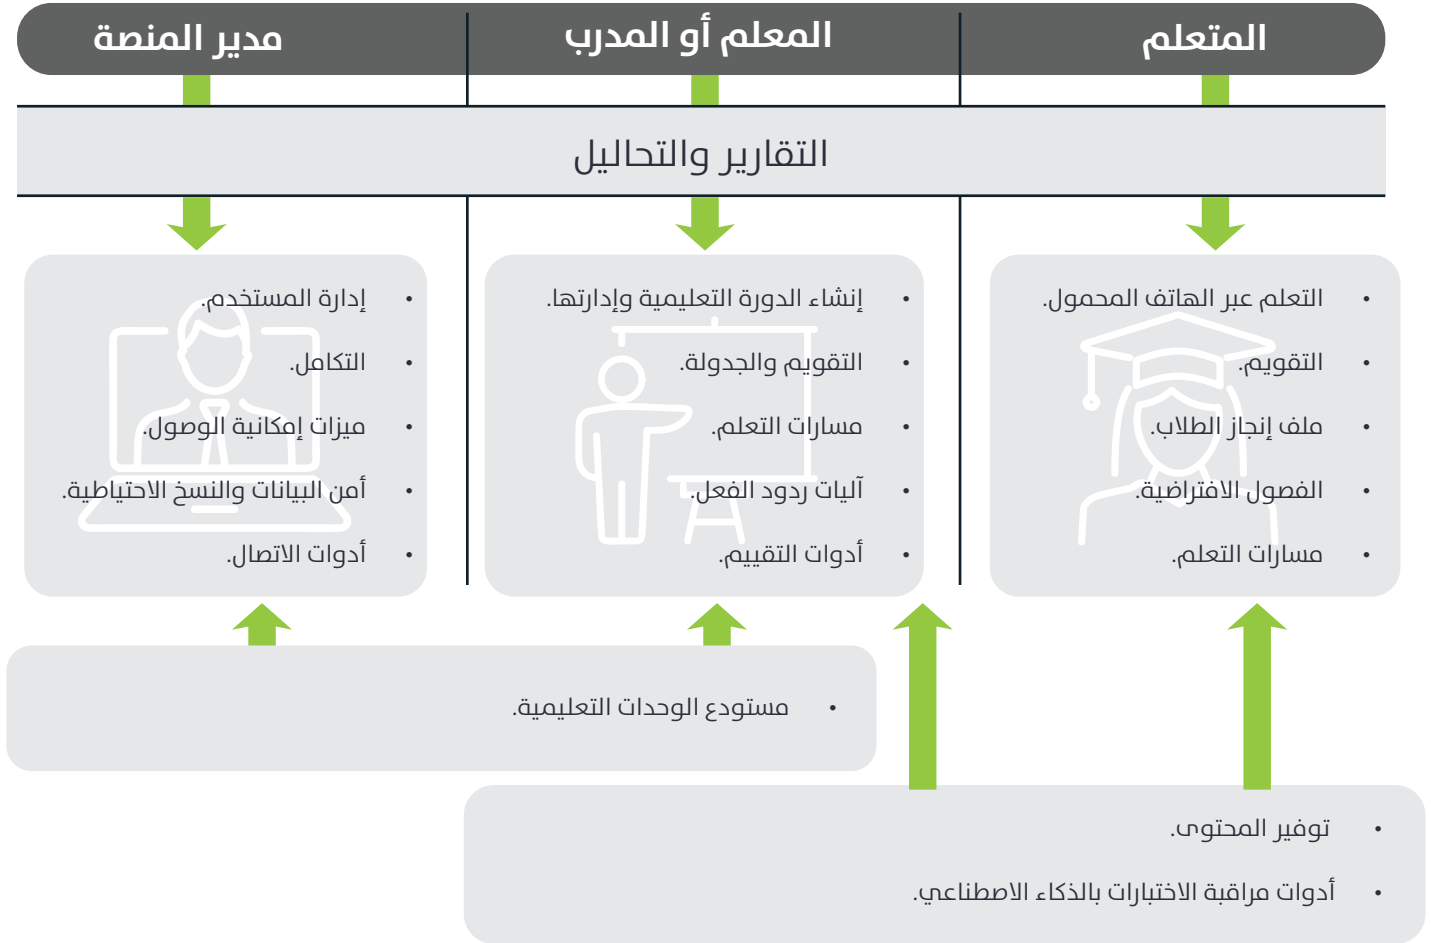 المتعلم
المعلم أو المدرب
مدير المنصة
التقارير والتحاليل
• التعلم عبر الهاتف المحمول.
• التقويم.
• ملف إنجاز الطلاب.
• الفصول الافتراضية.
• مسارات التعلم.
• إنشاء الدورة التعليمية وإدارتها.
• التقويم والجدولة.
• مسارات التعلم.
• آليات ردود الفعل.
• أدوات التقييم.
• إدارة المستخدم.
• التكامل.
• ميزات إمكانية الوصول.
• أمن البيانات والنسخ الاحتياطية.
• أدوات الاتصال.
• مستودع الوحدات التعليمية.
• توفير المحتوى.
• أدوات مراقبة الاختبارات بالذكاء الاصطناعي.